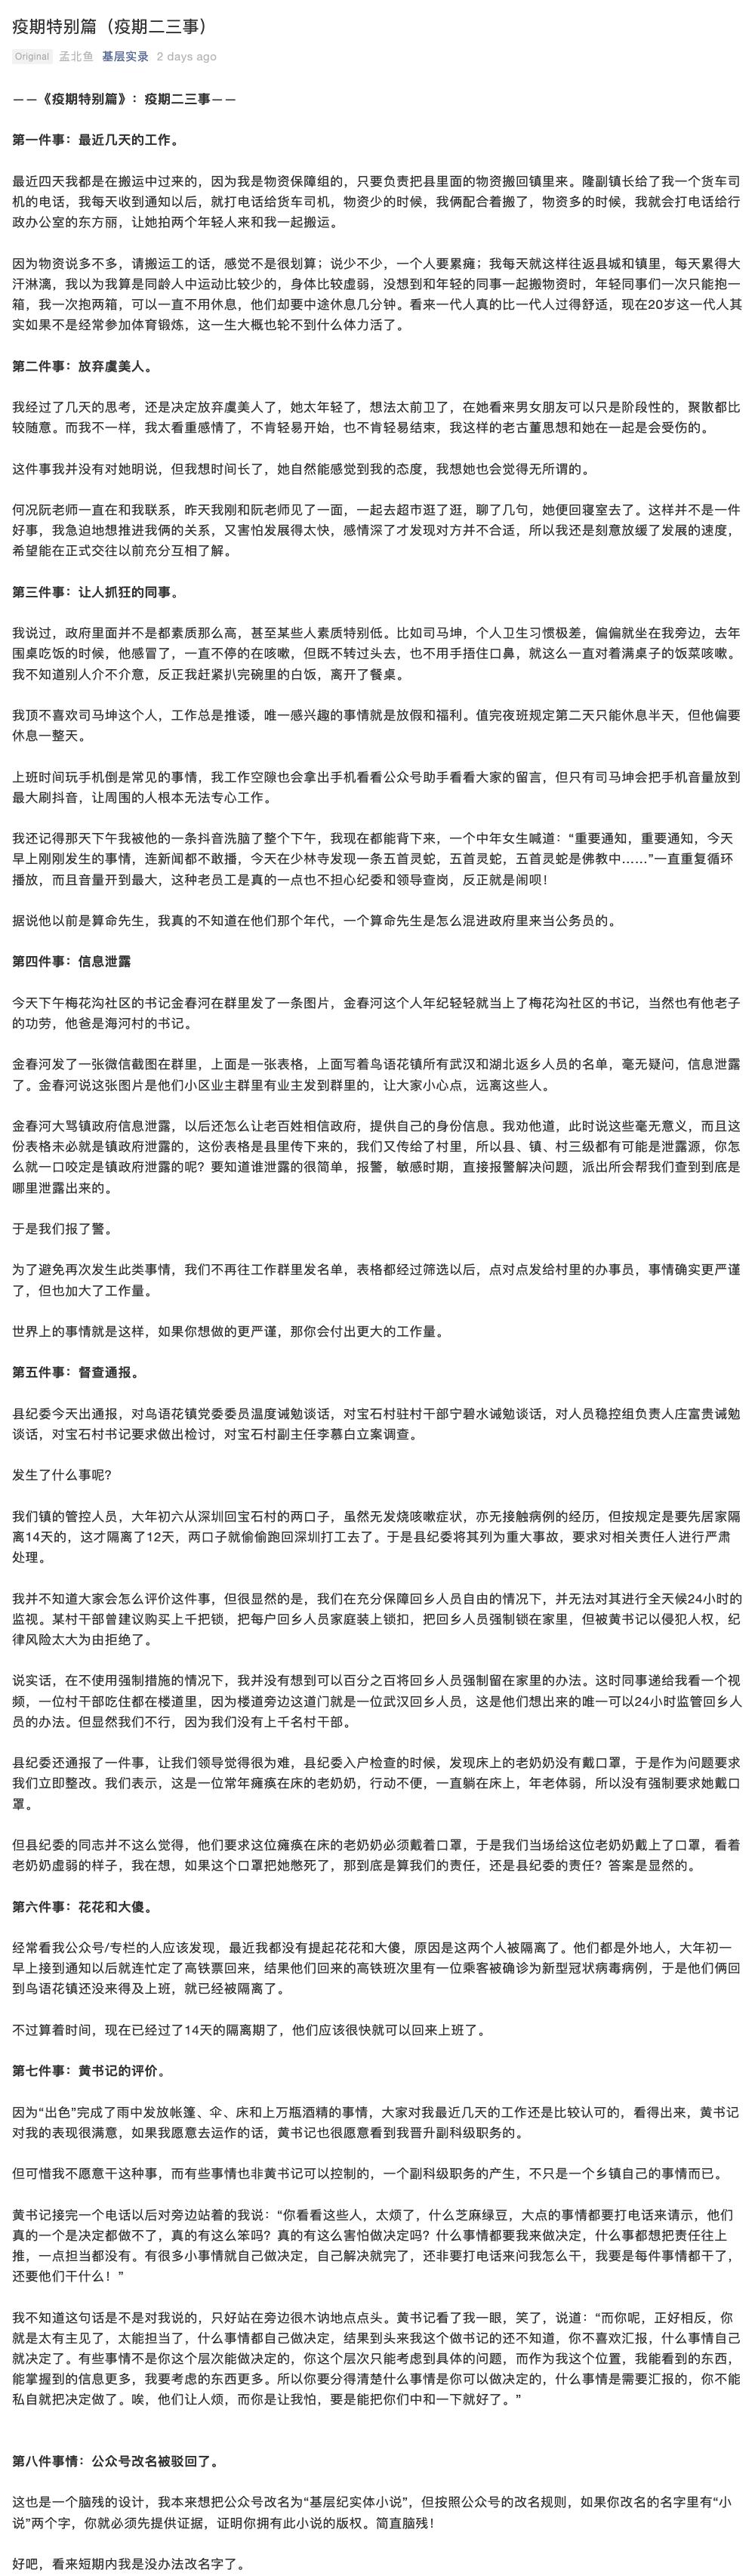 疫期特别篇（疫期二三事）
Original 孟北鱼 基层实录 2 days ago
——《疫期特别篇》：疫期二三事——
第一件事：最近几天的工作。
最近四天我都是在搬运中过来的，因为我是物资保障组的，只要负责把县里面的物资搬回镇里来。隆副镇长给了我一个货车司
机的电话，我每天收到通知以后，就打电话给货车司机，物资少的时候，我俩配合着搬了，物资多的时候，我就会打电话给行
政办公室的东方丽，让她拍两个年轻人来和我一起搬运。
因为物资说多不多，请搬运工的话，感觉不是很划算；说少不少，一个人要累瘫；我每天就这样往返县城和镇里，每天累得大
汗淋漓，我以为我算是同龄人中运动比较少的，身体比较虚弱，没想到和年轻的同事一起搬物资时，年轻同事们一次只能抱一
箱，我一次抱两箱，可以一直不用休息，他们却要中途休息几分钟。看来一代人真的比一代人过得舒适，现在20岁这一代人其
实如果不是经常参加体育锻炼，这一生大概也轮不到什么体力活了。
第二件事：放弃虞美人。
我经过了几天的思考，还是决定放弃虞美人了，她太年轻了，想法太前卫了，在她看来男女朋友可以只是阶段性的，聚散都比
较随意。而我不一样，我太看重感情了，不肯轻易开始，也不肯轻易结束，我这样的老古董思想和她在一起是会受伤的。
这件事我并没有对她明说，但我想时间长了，她自然能感觉到我的态度，我想她也会觉得无所谓的。
何况阮老师一直在和我联系，昨天我刚和阮老师见了一面，一起去超市逛了逛，聊了几句，她便回寝室去了。这样并不是一件
好事，我急迫地想推进我俩的关系，又害怕发展得太快，感情深了才发现对方并不合适，所以我还是刻意放缓了发展的速度，
希望能在正式交往以前充分互相了解。
第三件事：让人抓狂的同事。
我说过，政府里面并不是都素质那么高，甚至某些人素质特别低。比如司马坤，个人卫生习惯极差，偏偏就坐在我旁边，去年
围桌吃饭的时候，他感冒了，一直不停的在咳嗽，但既不转过头去，也不用手捂住口鼻，就这么一直对着满桌子的饭菜咳嗽。
我不知道别人介不介意，反正我赶紧扒完碗里的白饭，离开了餐桌。
我顶不喜欢司马坤这个人，工作总是推诿，唯一感兴趣的事情就是放假和福利。值完夜班规定第二天只能休息半天，但他偏要
休息一整天。
上班时间玩手机倒是常见的事情，我工作空隙也会拿出手机看看公众号助手看看大家的留言，但只有司马坤会把手机音量放到
最大刷抖音，让周围的人根本无法专心工作。
我还记得那天下午我被他的一条抖音洗脑了整个下午，我现在都能背下来，一个中年女生喊道：“重要通知，重要通知，今天
早上刚刚发生的事情，连新闻都不敢播，今天在少林寺发现一条五首灵蛇，五首灵蛇，五首灵蛇是佛教中……”一直重复循环
播放，而且音量开到最大，这种老员工是真的一点也不担心纪委和领导查岗，反正就是闹呗！
据说他以前是算命先生，我真的不知道在他们那个年代，一个算命先生是怎么混进政府里来当公务员的。
第四件事：信息泄露
今天下午梅花沟社区的书记金春河在群里发了一条图片，金春河这个人年纪轻轻就当上了梅花沟社区的书记，当然也有他老子
的功劳，他爸是海河村的书记。
金春河发了一张微信截图在群里，上面是一张表格，上面写着鸟语花镇所有武汉和湖北返乡人员的名单，毫无疑问，信息泄露
了。金春河说这张图片是他们小区业主群里有业主发到群里的，让大家小心点，远离这些人。
金春河大骂镇政府信息泄露，以后还怎么让老百姓相信政府，提供自己的身份信息。我劝他道，此时说这些毫无意义，而且这
份表格未必就是镇政府泄露的，这份表格是县里传下来的，我们又传给了村里，所以县、镇、村三级都有可能是泄露源，你怎
么就一口咬定是镇政府泄露的呢？要知道谁泄露的很简单，报警，敏感时期，直接报警解决问题，派出所会帮我们查到到底是
哪里泄露出来的。
于是我们报了警。
为了避免再次发生此类事情，我们不再往工作群里发名单，表格都经过筛选以后，点对点发给村里的办事员，事情确实更严谨
了，但也加大了工作量。
世界上的事情就是这样，如果你想做的更严谨，那你会付出更大的工作量。
第五件事：督查通报。
县纪委今天出通报，对鸟语花镇党委委员温度诫勉谈话，对宝石村驻村干部宁碧水诫勉谈话，对人员稳控组负责人庄富贵诫勉
谈话，对宝石村书记要求做出检讨，对宝石村副主任李慕白立案调查。
发生了什么事呢？
我们镇的管控人员，大年初六从深圳回宝石村的两口子，虽然无发烧咳嗽症状，亦无接触病例的经历，但按规定是要先居家隔
离14天的，这才隔离了12天，两口子就偷偷跑回深圳打工去了。于是县纪委将其列为重大事故，要求对相关责任人进行严肃
处理。
我并不知道大家会怎么评价这件事，但很显然的是，我们在充分保障回乡人员自由的情况下，并无法对其进行全天候24小时的
监视。某村干部曾建议购买上千把锁，把每户回乡人员家庭装上锁扣，把回乡人员强制锁在家里，但被黄书记以侵犯人权，纪
律风险太大为由拒绝了。
说实话，在不使用强制措施的情况下，我并没有想到可以百分之百将回乡人员强制留在家里的办法。这时同事递给我看一个视
频，一位村干部吃住都在楼道里，因为楼道旁边这道门就是一位武汉回乡人员，这是他们想出来的唯一可以24小时监管回乡人
员的办法。但显然我们不行，因为我们没有上千名村干部。
县纪委还通报了一件事，让我们领导觉得很为难，县纪委入户检查的时候，发现床上的老奶奶没有戴口罩，于是作为问题要求
我们立即整改。我们表示，这是一位常年瘫痪在床的老奶奶，行动不便，一直躺在床上，年老体弱，所以没有强制要求她戴口
罩。
但县纪委的同志并不这么觉得，他们要求这位瘫痪在床的老奶奶必须戴着口罩，于是我们当场给这位老奶奶戴上了口罩，看着
老奶奶虚弱的样子，我在想，如果这个口罩把她憋死了，那到底是算我们的责任，还是县纪委的责任？答案是显然的。
第六件事：花花和大傻。
经常看我公众号/专栏的人应该发现，最近我都没有提起花花和大傻，原因是这两个人被隔离了。他们都是外地人，大年初一
早上接到通知以后就连忙定了高铁票回来，结果他们回来的高铁班次里有一位乘客被确诊为新型冠状病毒病例，于是他们俩回
到鸟语花镇还没来得及上班，就已经被隔离了。
不过算着时间，现在已经过了14天的隔离期了，他们应该很快就可以回来上班了。
第七件事：黄书记的评价。
因为“出色”完成了雨中发放帐篷、伞、床和上万瓶酒精的事情，大家对我最近几天的工作还是比较认可的，看得出来，黄书记
对我的表现很满意，如果我愿意去运作的话，黄书记也很愿意看到我晋升副科级职务的。
但可惜我不愿意干这种事，而有些事情也非黄书记可以控制的，一个副科级职务的产生，不只是一个乡镇自己的事情而已。
黄书记接完一个电话以后对旁边站着的我说：“你看看这些人，太烦了，什么芝麻绿豆，大点的事情都要打电话来请示，他们
真的一个是决定都做不了，真的有这么笨吗？真的有这么害怕做决定吗？什么事情都要我来做决定，什么事都想把责任往上
推，一点担当都没有。有很多小事情就自己做决定，自己解决就完了，还非要打电话来问我怎么干，我要是每件事情都干了，
还要他们干什么！”
我不知道这句话是不是对我说的，只好站在旁边很木讷地点点头。黄书记看了我一眼，笑了，说道：“而你呢，正好相反，你
就是太有主见了，太能担当了，什么事情都自己做决定，结果到头来我这个做书记的还不知道，你不喜欢汇报，什么事情自己
就决定了。有些事情不是你这个层次能做决定的，你这个层次只能考虑到具体的问题，而作为我这个位置，我能看到的东西，
能掌握到的信息更多，我要考虑的东西更多。所以你要分得清楚什么事情是你可以做决定的，什么事情是需要汇报的，你不能
私自就把决定做了。唉，他们让人烦，而你是让我怕，要是能把你们中和一下就好了。”
第八件事情：公众号改名被驳回了。
这也是一个脑残的设计，我本来想把公众号改名为“基层纪实体小说”，但按照公众号的改名规则，如果你改名的名字里有“小
说”两个字，你就必须先提供证据，证明你拥有此小说的版权。简直脑残！
好吧，看来短期内我是没办法改名字了。